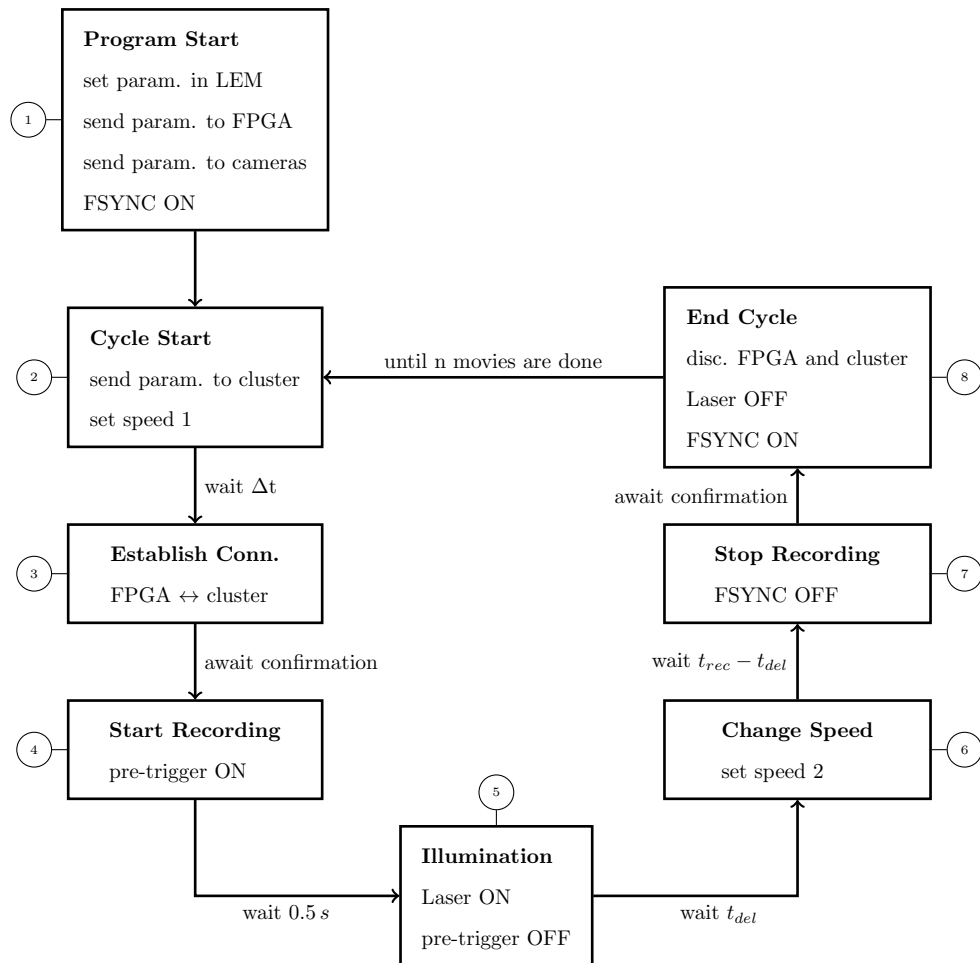 Program Start
set param. in LEM
send param. to FPGA
send param. to cameras
FSYNC ON
1
Cycle Start
send param. to cluster
set speed 1
2
wait Δt
Establish Conn.
FPGA ↔ cluster
3
await confirmation
Start Recording
pre-trigger ON
4
wait 0.5 s
Illumination
Laser ON
pre-trigger OFF
5
wait t_del
Change Speed
set speed 2
6
wait t_rec − t_del
Stop Recording
FSYNC OFF
7
await confirmation
End Cycle
disc. FPGA and cluster
Laser OFF
FSYNC ON
8
until n movies are done